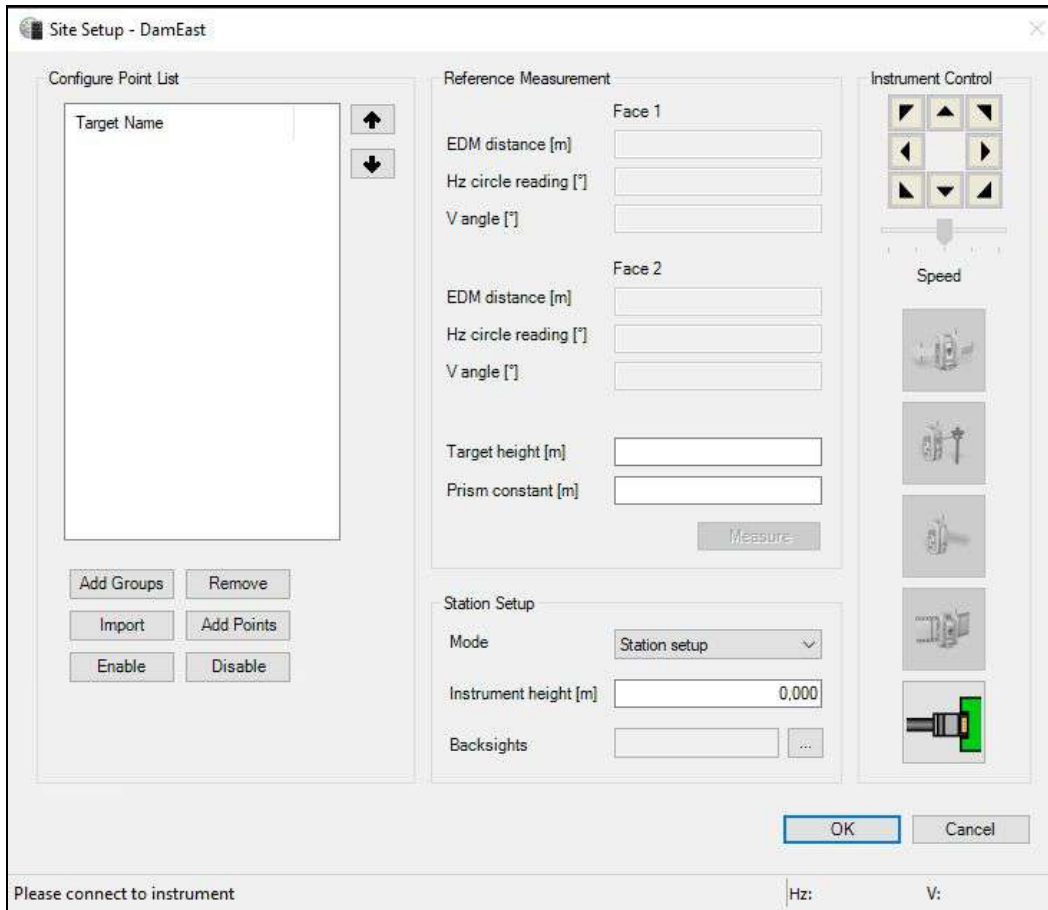 Site Setup - DamEast
Configure Point List
Target Name
Add Groups Remove
Import Add Points
Enable Disable
Reference Measurement
Face 1
EDM distance [m]
Hz circle reading [°]
V angle [°]
Face 2
EDM distance [m]
Hz circle reading [°]
V angle [°]
Target height [m]
Prism constant [m]
Measure
Station Setup
Mode Station setup
Instrument height [m] 0,000
Backsights ...
Instrument Control
Speed
OK Cancel
Please connect to instrument Hz: V: